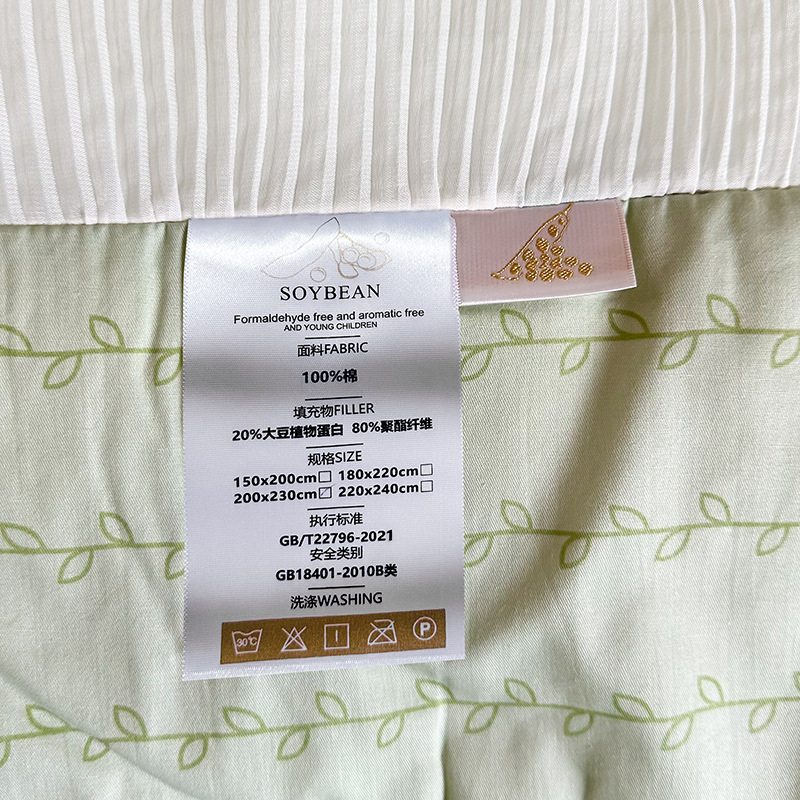 SOYBEAN
Formaldehyde free and aromatic free
AND YOUNG CHILDREN
面料FABRIC
100%棉
填充物FILLER
20%大豆植物蛋白 80%聚酯纤维
规格SIZE
150x200cm□ 180x220cm□
200x230cm☑ 220x240cm□
执行标准
GB/T22796-2021
安全类别
GB18401-2010B类
洗涤WASHING
30℃
P